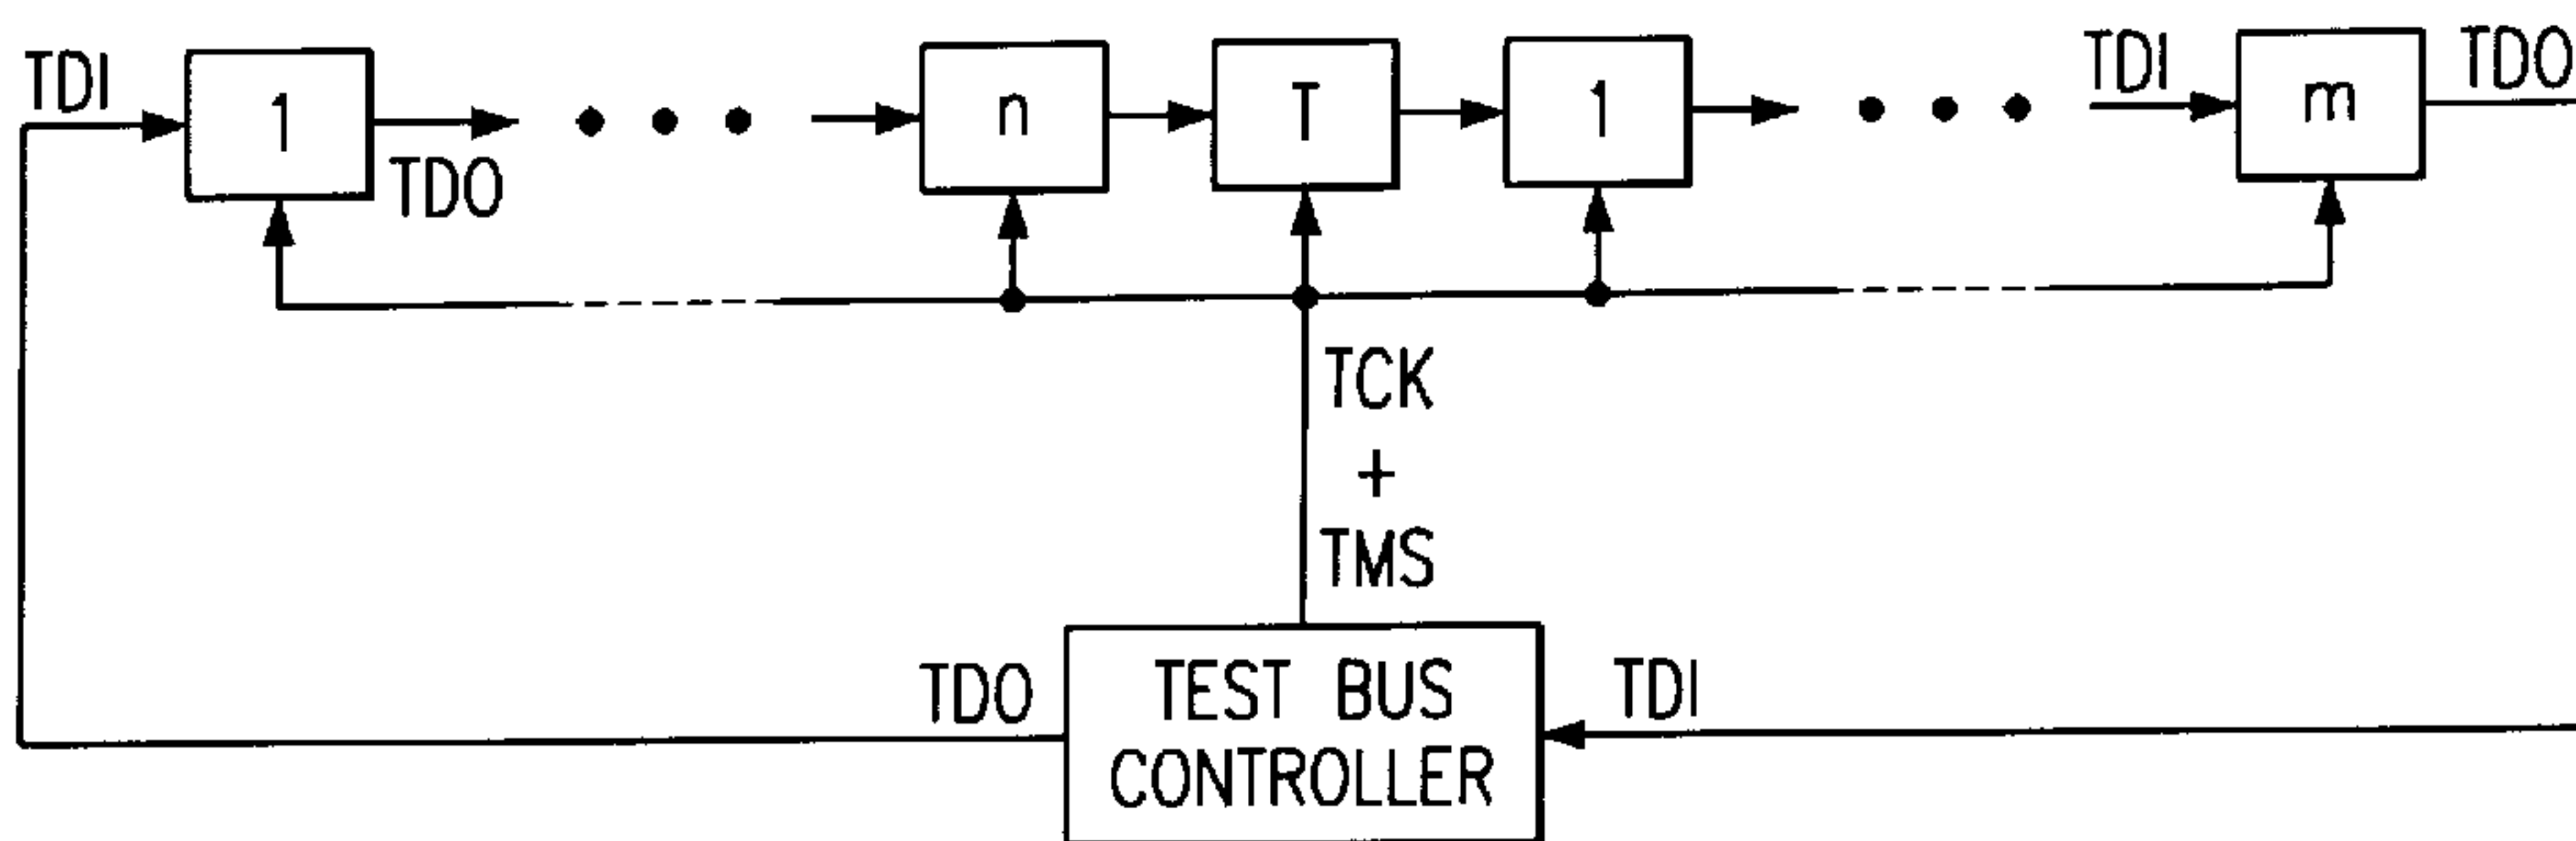 TDI
1
TDO
n
T
1
TDI
m
TDO
TCK
+
TMS
TDO
TEST BUS
CONTROLLER
TDI